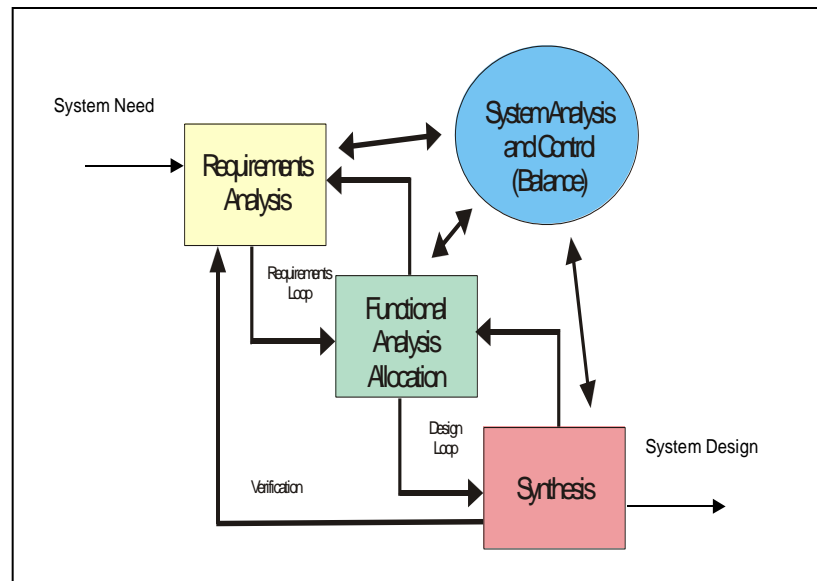 System Need
System Analysis
and Control
(Balance)
Requirements
Analysis
Requirements
Loop
Functional
Analysis
Allocation
Design
Loop
System Design
Verification
Synthesis